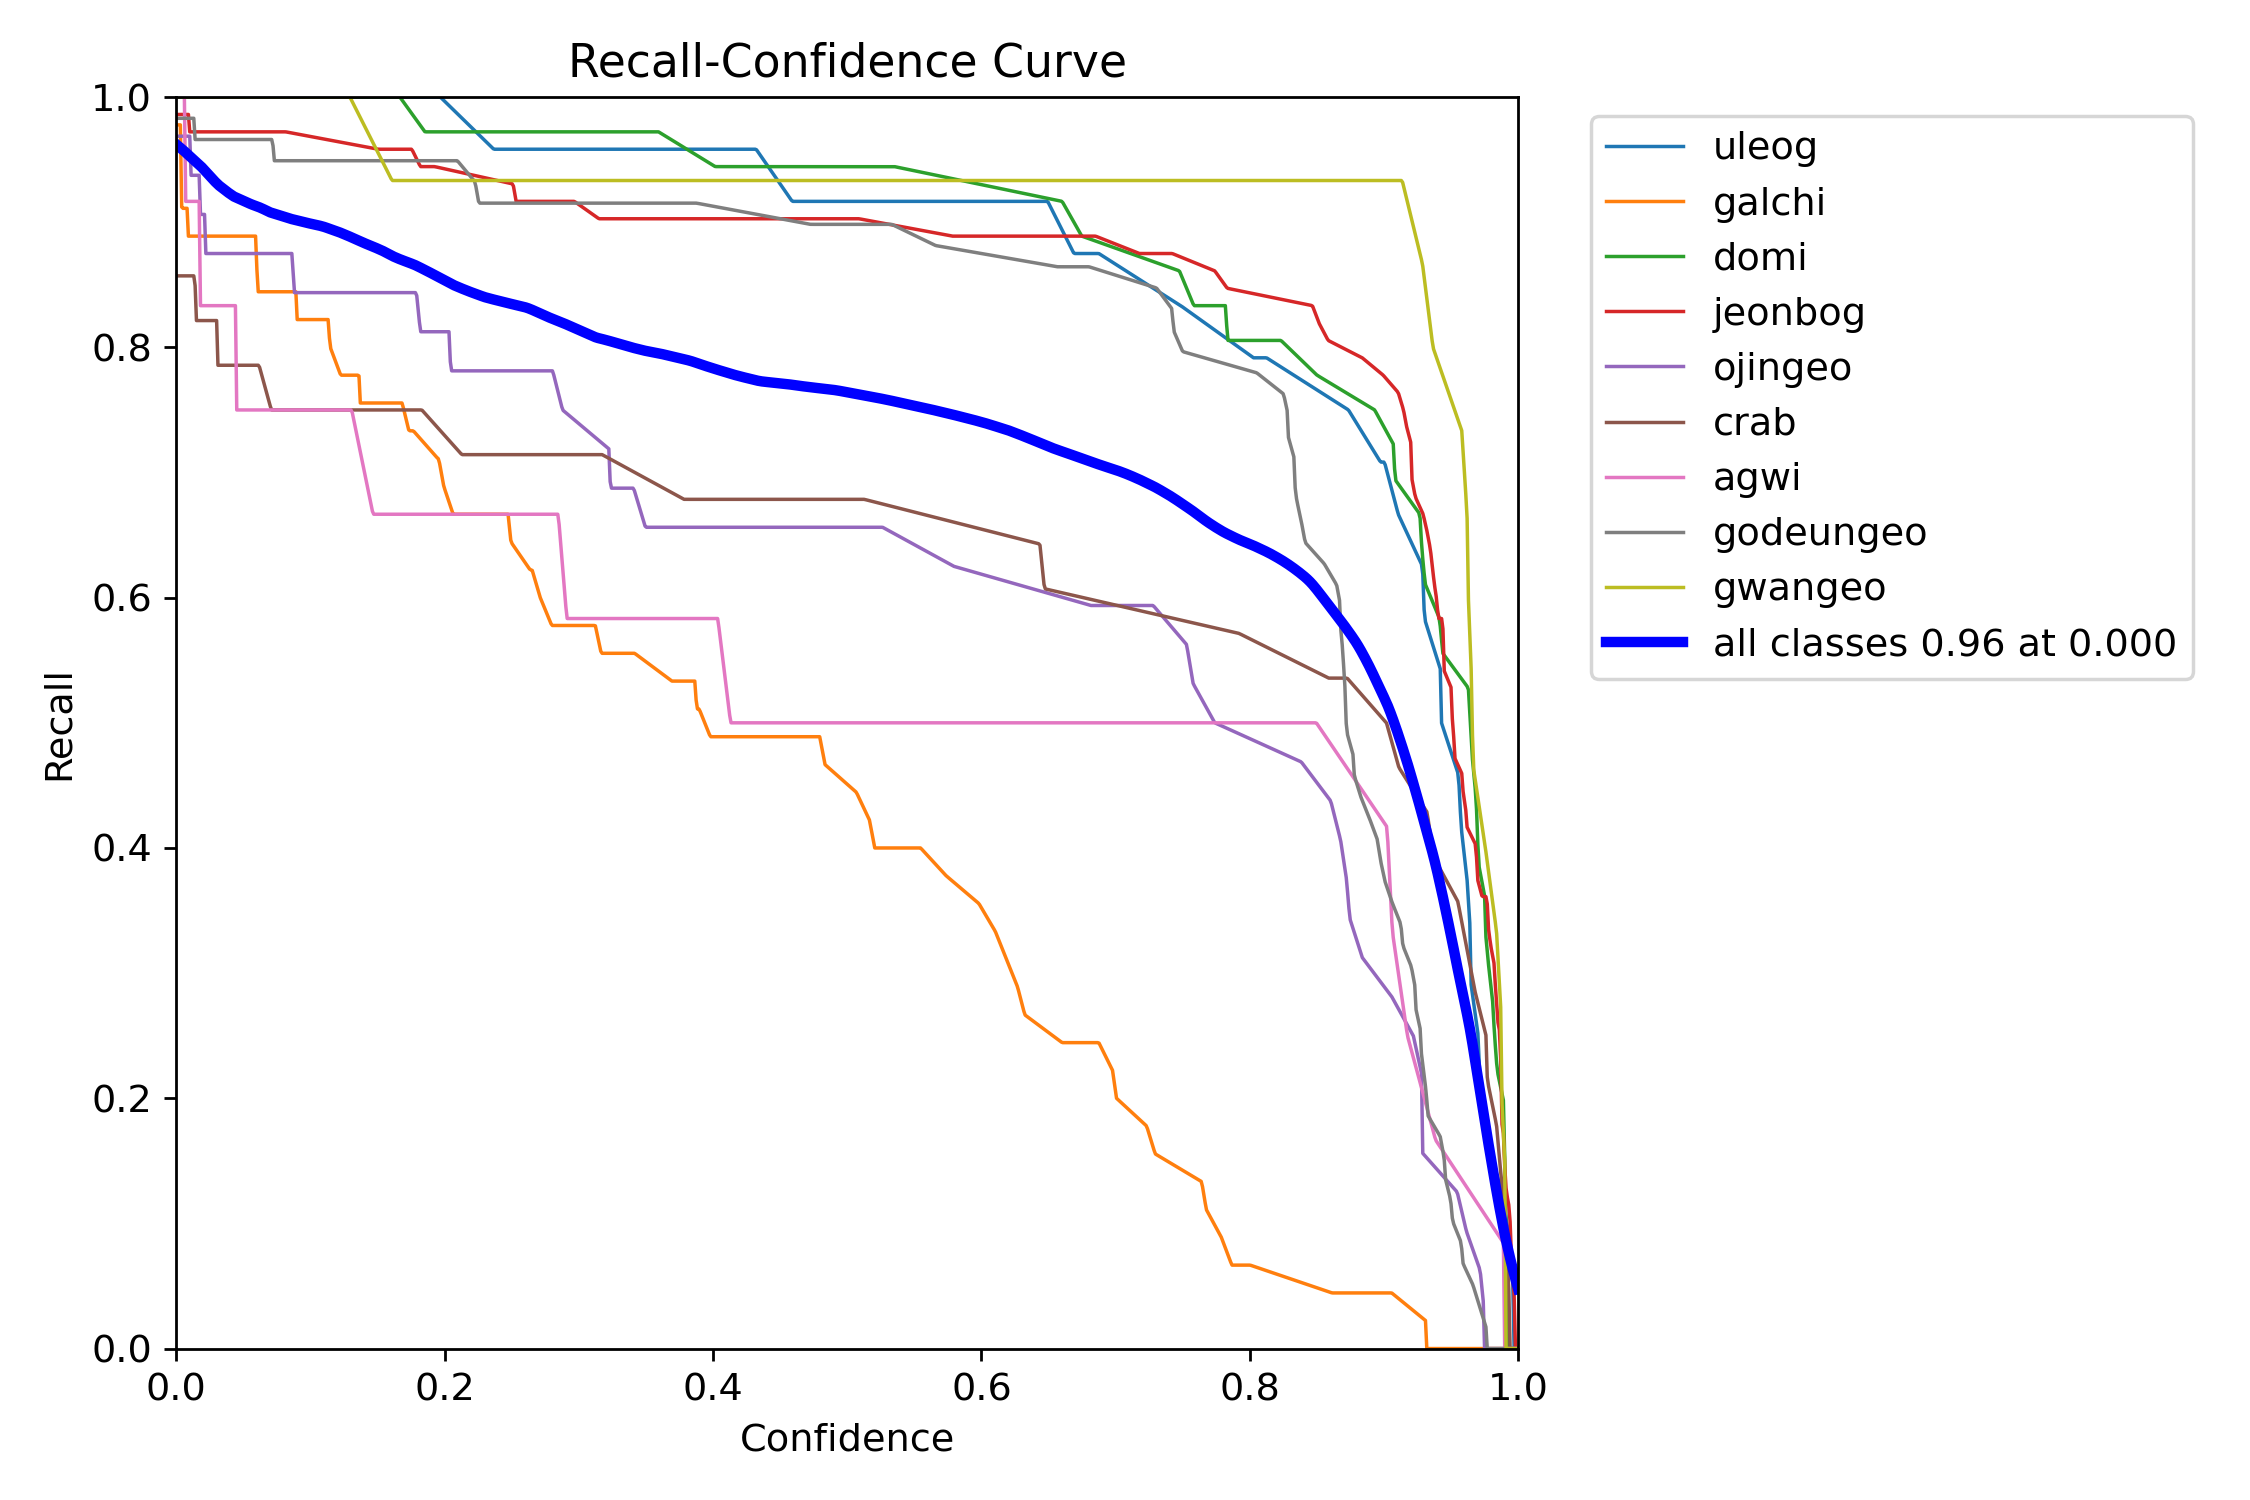 Recall-Confidence Curve
1.0
0.8
0.6
0.4
0.2
0.0
Recall
0.0 0.2 0.4 0.6 0.8 1.0
Confidence
uleog
galchi
domi
jeonbog
ojingeo
crab
agwi
godeungeo
gwangeo
all classes 0.96 at 0.000